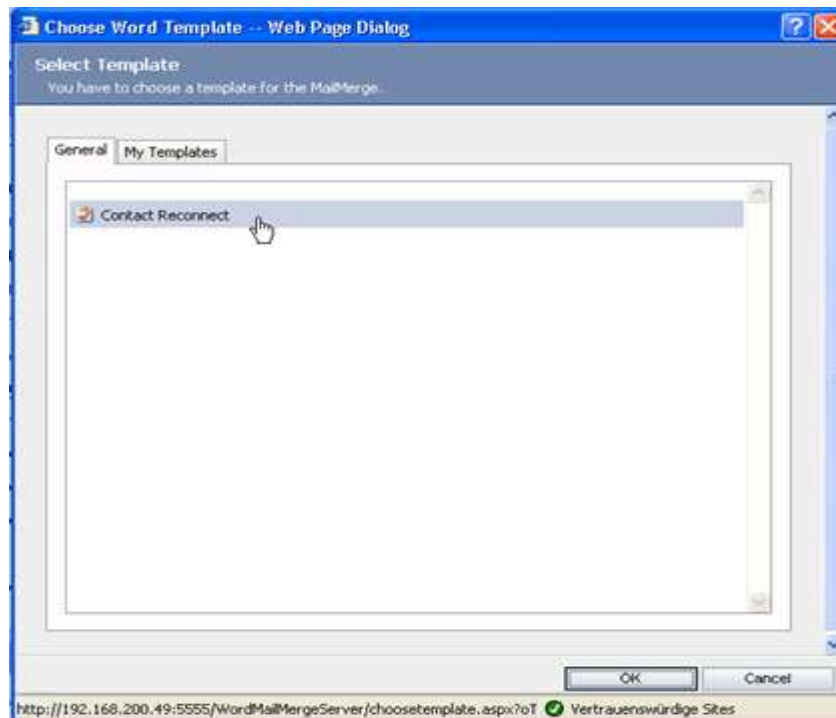 Choose Word Template -- Web Page Dialog
Select Template
You have to choose a template for the MailMerge.
General My Templates
Contact Reconnect
OK Cancel
http://192.168.200.49:5555/WordMailMergeServer/choosetemplate.aspx?oT Vertrauenswürdige Sites